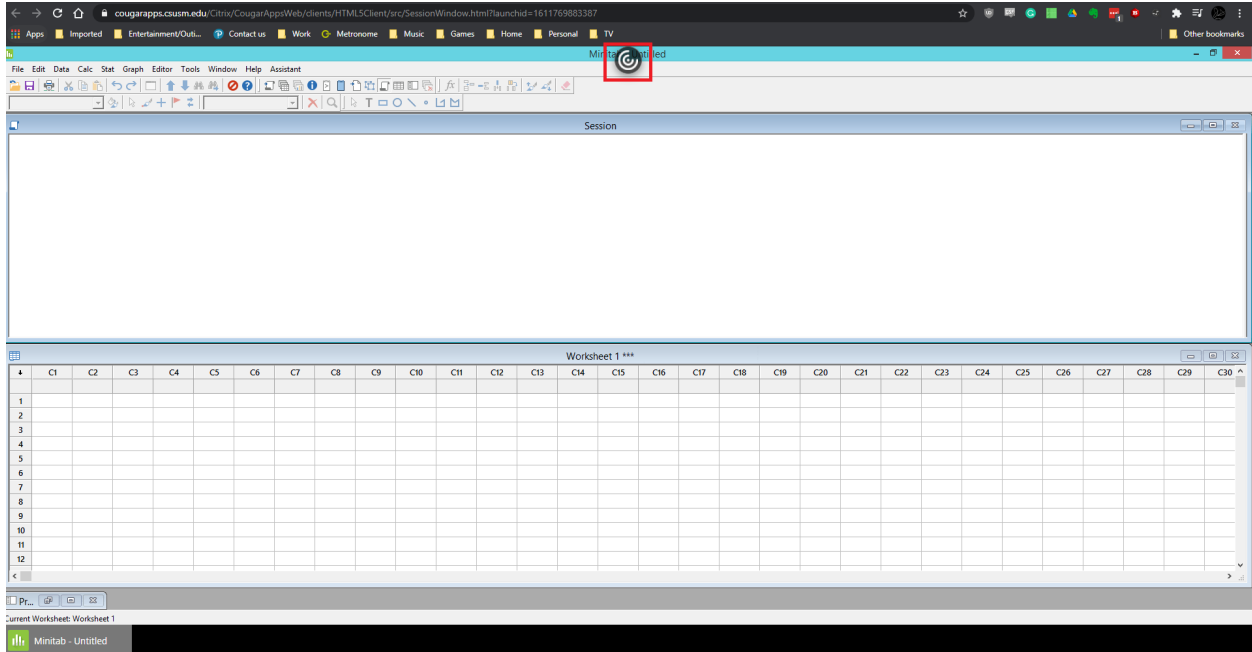 cougarapps.csusm.edu/Citrix/CougarAppsWeb/clients/HTML5Client/src/SessionWindow.html?launchid=1611769883387
Apps Imported Entertainment/Outi... Contact us Work Metronome Music Games Home Personal TV Other bookmarks
File Edit Data Calc Stat Graph Editor Tools Window Help Assistant
Session
Worksheet 1 ***
C1 C2 C3 C4 C5 C6 C7 C8 C9 C10 C11 C12 C13 C14 C15 C16 C17 C18 C19 C20 C21 C22 C23 C24 C25 C26 C27 C28 C29 C30
1
2
3
4
5
6
7
8
9
10
11
12
Pr...
Current Worksheet: Worksheet 1
Minitab - Untitled